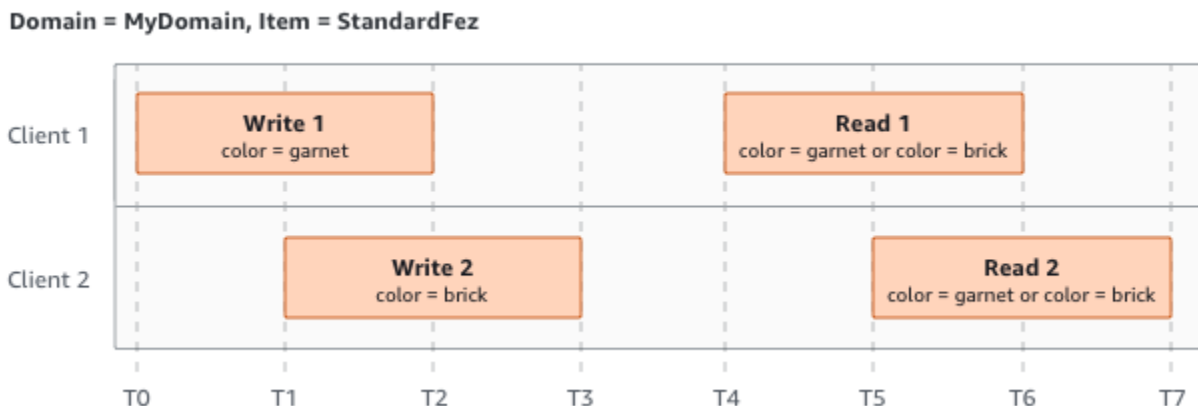 Domain = MyDomain, Item = StandardFez
Client 1
Write 1
color = garnet
Read 1
color = garnet or color = brick
Client 2
Write 2
color = brick
Read 2
color = garnet or color = brick
T0 T1 T2 T3 T4 T5 T6 T7